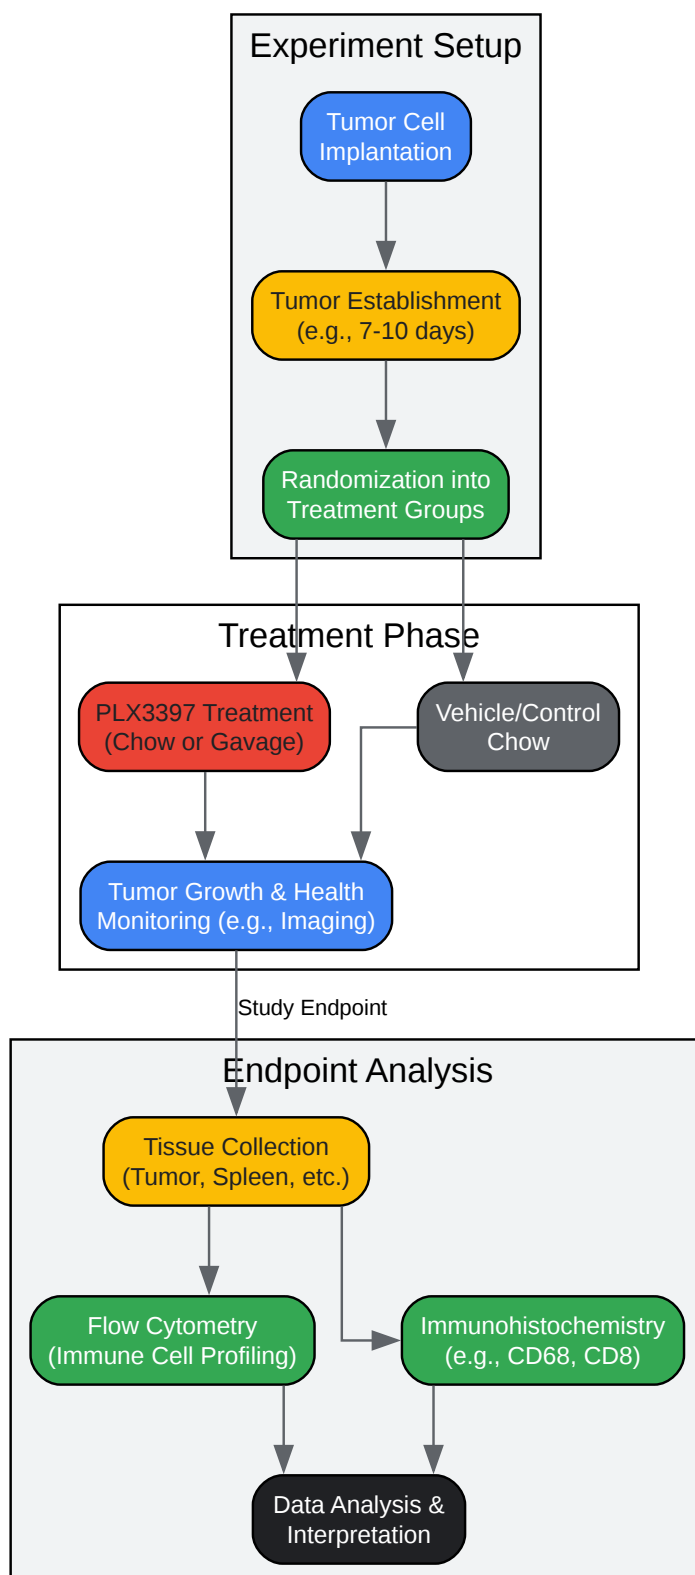 Experiment Setup
Tumor Cell
Implantation
Tumor Establishment
(e.g., 7-10 days)
Randomization into
Treatment Groups
Treatment Phase
PLX3397 Treatment
(Chow or Gavage)
Vehicle/Control
Chow
Tumor Growth & Health
Monitoring (e.g., Imaging)
Study Endpoint
Endpoint Analysis
Tissue Collection
(Tumor, Spleen, etc.)
Flow Cytometry
(Immune Cell Profiling)
Immunohistochemistry
(e.g., CD68, CD8)
Data Analysis &
Interpretation